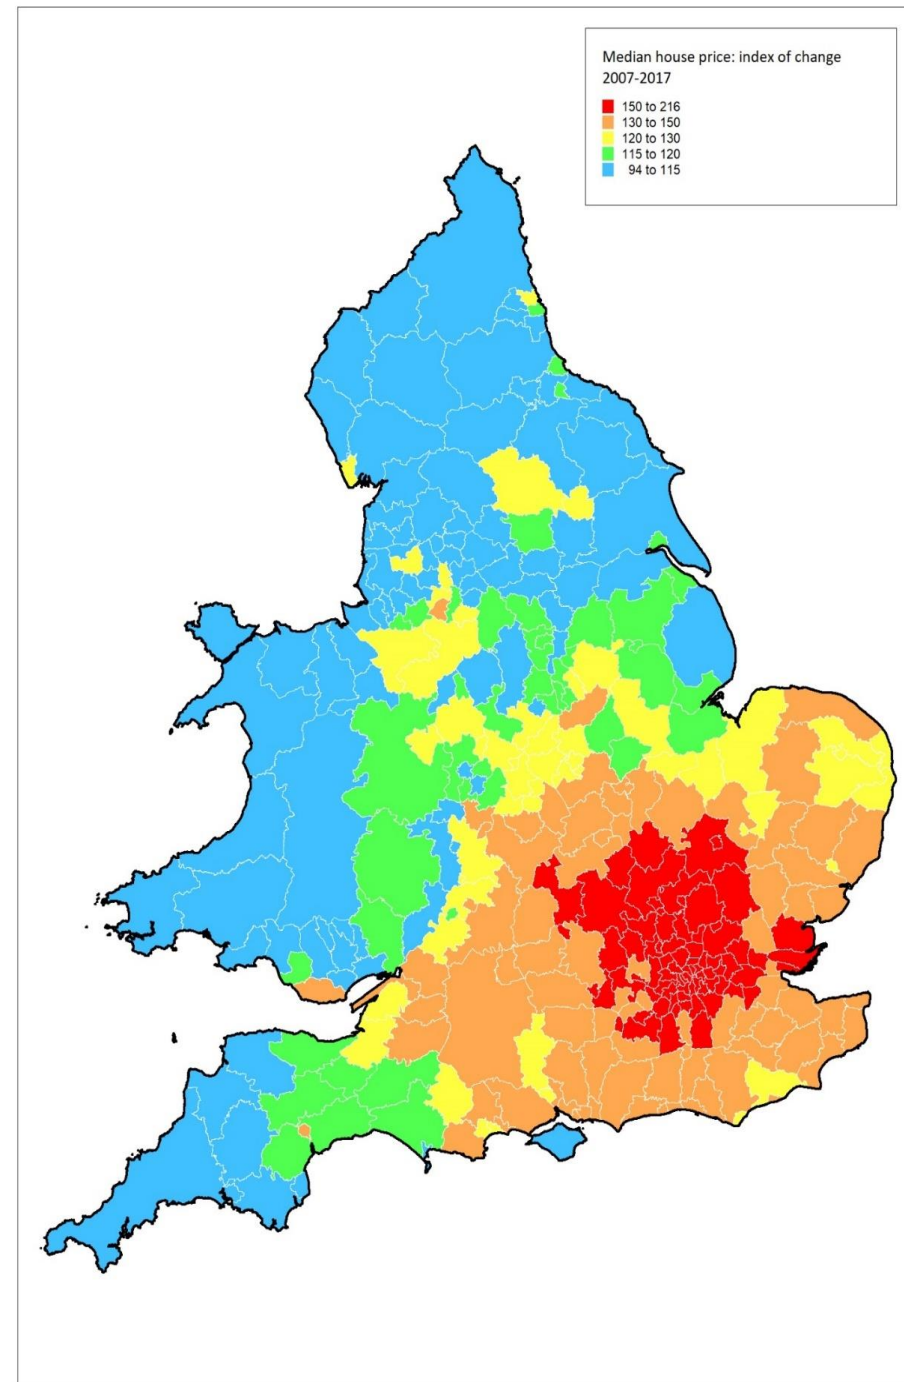 Median house price: index of change
2007-2017
150 to 216
130 to 150
120 to 130
115 to 120
94 to 115